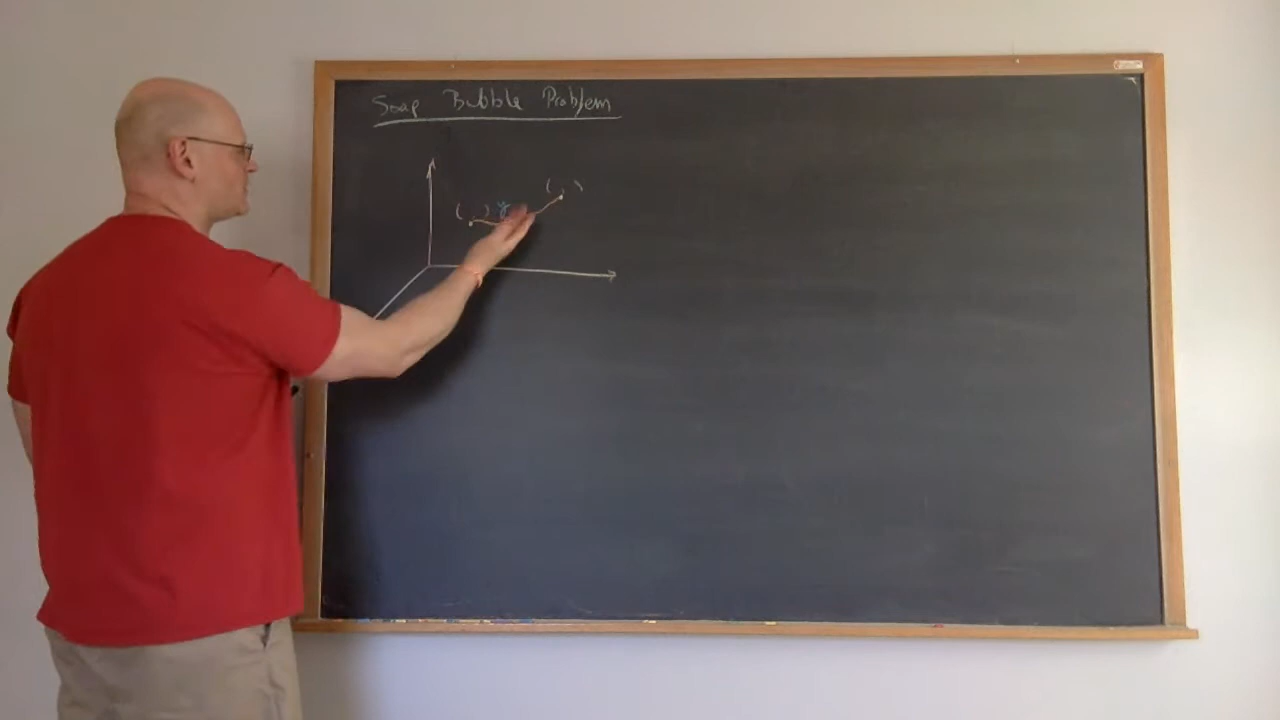 Soap Bubble Problem
( , )
( , ) y